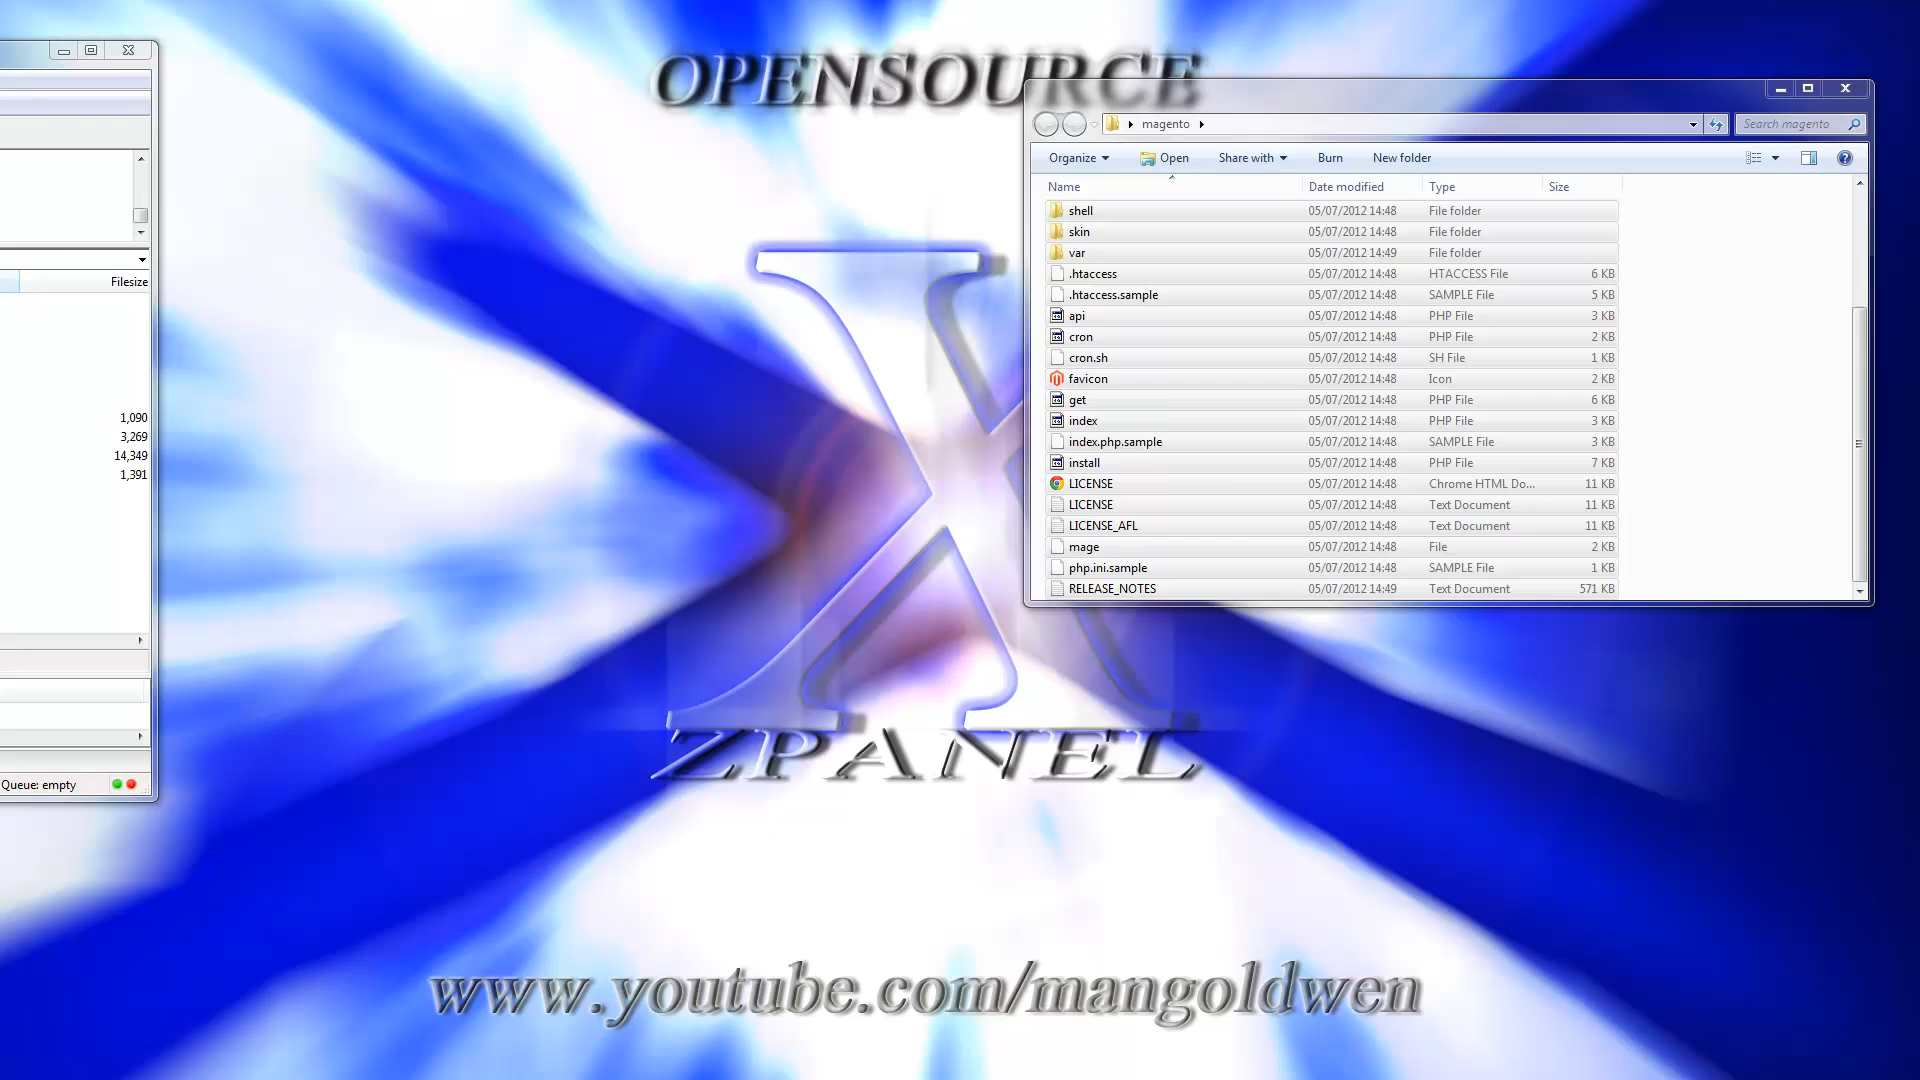 OPENSOURCE
magento
Search magento
Organize Open Share with Burn New folder
Name Date modified Type Size
shell 05/07/2012 14:48 File folder
skin 05/07/2012 14:48 File folder
var 05/07/2012 14:49 File folder
.htaccess 05/07/2012 14:48 HTACCESS File 6 KB
.htaccess.sample 05/07/2012 14:48 SAMPLE File 5 KB
api 05/07/2012 14:48 PHP File 3 KB
cron 05/07/2012 14:48 PHP File 2 KB
cron.sh 05/07/2012 14:48 SH File 1 KB
favicon 05/07/2012 14:48 Icon 2 KB
get 05/07/2012 14:48 PHP File 6 KB
index 05/07/2012 14:48 PHP File 3 KB
index.php.sample 05/07/2012 14:48 SAMPLE File 3 KB
install 05/07/2012 14:48 PHP File 7 KB
LICENSE 05/07/2012 14:48 Chrome HTML Do... 11 KB
LICENSE 05/07/2012 14:48 Text Document 11 KB
LICENSE_AFL 05/07/2012 14:48 Text Document 11 KB
mage 05/07/2012 14:48 File 2 KB
php.ini.sample 05/07/2012 14:48 SAMPLE File 1 KB
RELEASE_NOTES 05/07/2012 14:49 Text Document 571 KB
Filesize
1,090
3,269
14,349
1,391
Queue: empty
X
ZPANEL
www.youtube.com/mangoldwen